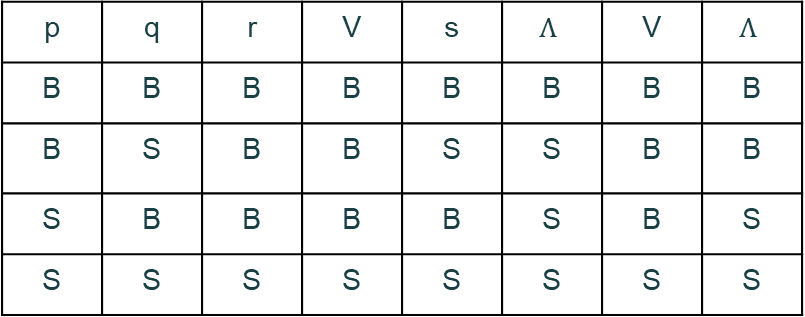 p q r V s Λ V Λ
B B B B B B B B
B S B B S S B B
S B B B B S B S
S S S S S S S S